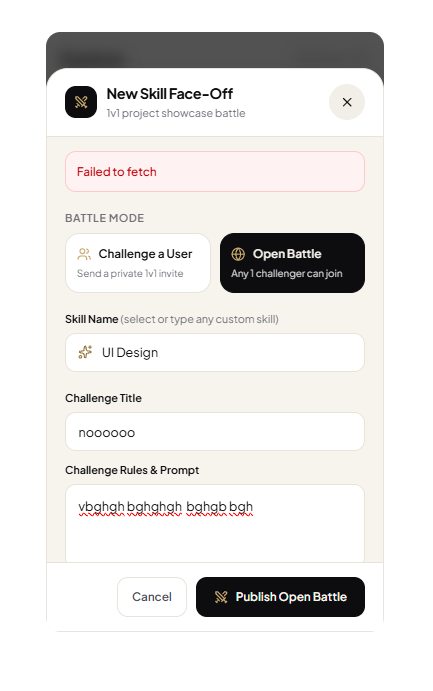 New Skill Face-Off
1v1 project showcase battle
Failed to fetch
BATTLE MODE
Challenge a User
Send a private 1v1 invite
Open Battle
Any 1 challenger can join
Skill Name (select or type any custom skill)
UI Design
Challenge Title
noooooo
Challenge Rules & Prompt
vbghgh bghghgh bghgb bgh
Cancel
Publish Open Battle